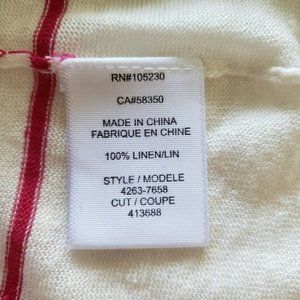 RN#105230
CA#58350
MADE IN CHINA
FABRIQUE EN CHINE
100% LINEN/LIN
STYLE / MODELE
4263-7658
CUT / COUPE
413688